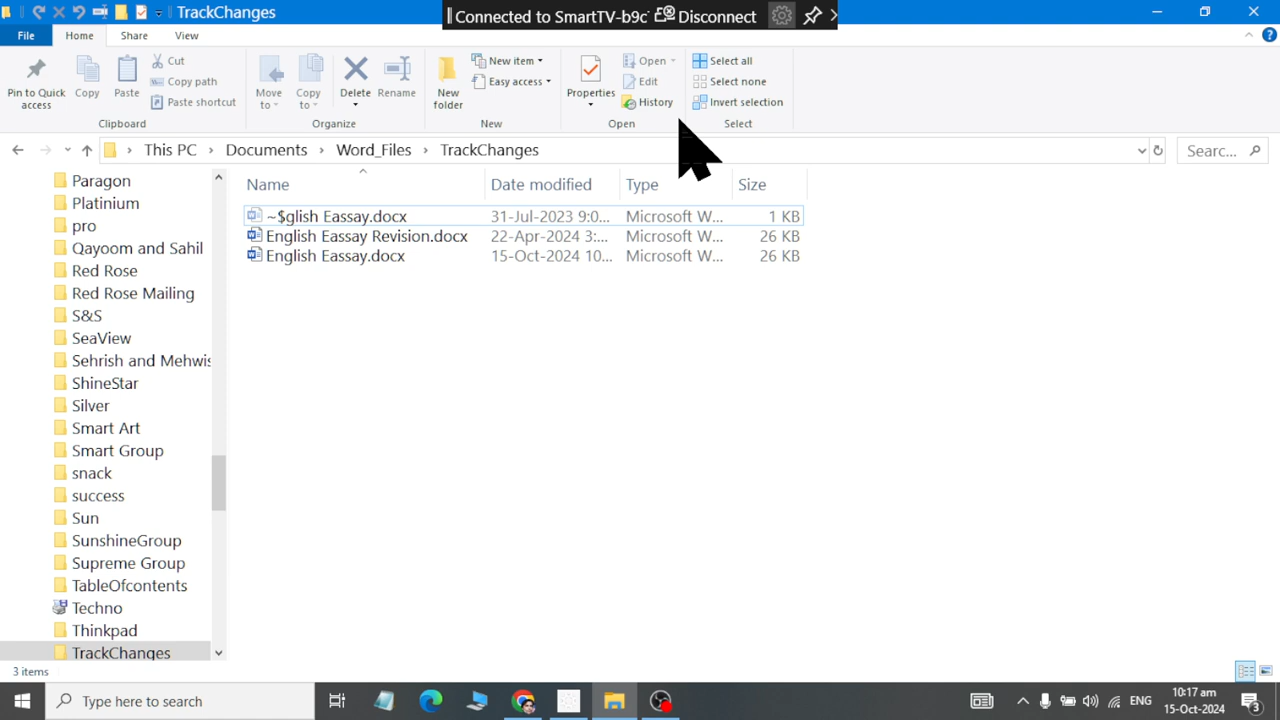 TrackChanges
Connected to SmartTV-b9c Disconnect
File Home Share View
Pin to Quick access
Copy
Paste
Cut
Copy path
Paste shortcut
Clipboard
Move to
Copy to
Delete
Rename
Organize
New folder
New item
Easy access
New
Properties
Open
Edit
History
Open
Select all
Select none
Invert selection
Select
This PC › Documents › Word_Files › TrackChanges
Searc...
Paragon
Platinium
pro
Qayoom and Sahil
Red Rose
Red Rose Mailing
S&S
SeaView
Sehrish and Mehwis
ShineStar
Silver
Smart Art
Smart Group
snack
success
Sun
SunshineGroup
Supreme Group
TableOfcontents
Techno
Thinkpad
TrackChanges
Name Date modified Type Size
~$glish Eassay.docx 31-Jul-2023 9:0... Microsoft W... 1 KB
English Eassay Revision.docx 22-Apr-2024 3:... Microsoft W... 26 KB
English Eassay.docx 15-Oct-2024 10... Microsoft W... 26 KB
3 items
Type here to search
ENG
10:17 am
15-Oct-2024
3